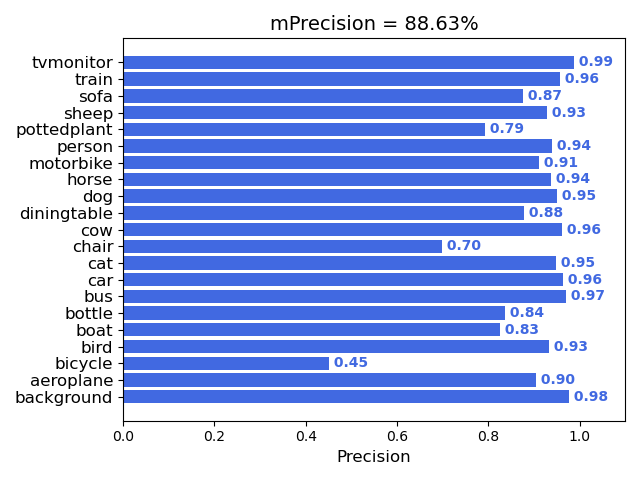 mPrecision = 88.63%
tvmonitor 0.99
train 0.96
sofa 0.87
sheep 0.93
pottedplant 0.79
person 0.94
motorbike 0.91
horse 0.94
dog 0.95
diningtable 0.88
cow 0.96
chair 0.70
cat 0.95
car 0.96
bus 0.97
bottle 0.84
boat 0.83
bird 0.93
bicycle 0.45
aeroplane 0.90
background 0.98
0.0 0.2 0.4 0.6 0.8 1.0
Precision